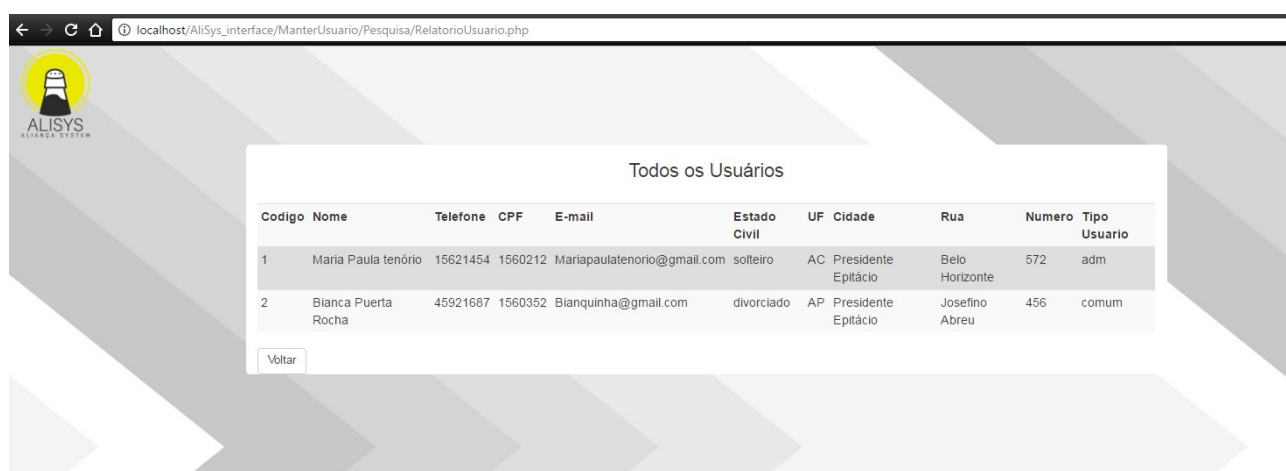 localhost/AliSys_interface/ManterUsuario/Pesquisa/RelatorioUsuario.php
ALISYS
ALIANÇA SYSTEM
Todos os Usuários
Codigo Nome Telefone CPF E-mail Estado Civil UF Cidade Rua Numero Tipo Usuario
1 Maria Paula tenório 15621454 1560212 Mariapaulatenorio@gmail.com solteiro AC Presidente Epitácio Belo Horizonte 572 adm
2 Bianca Puerta Rocha 45921687 1560352 Bianquinha@gmail.com divorciado AP Presidente Epitácio Josefino Abreu 456 comum
Voltar